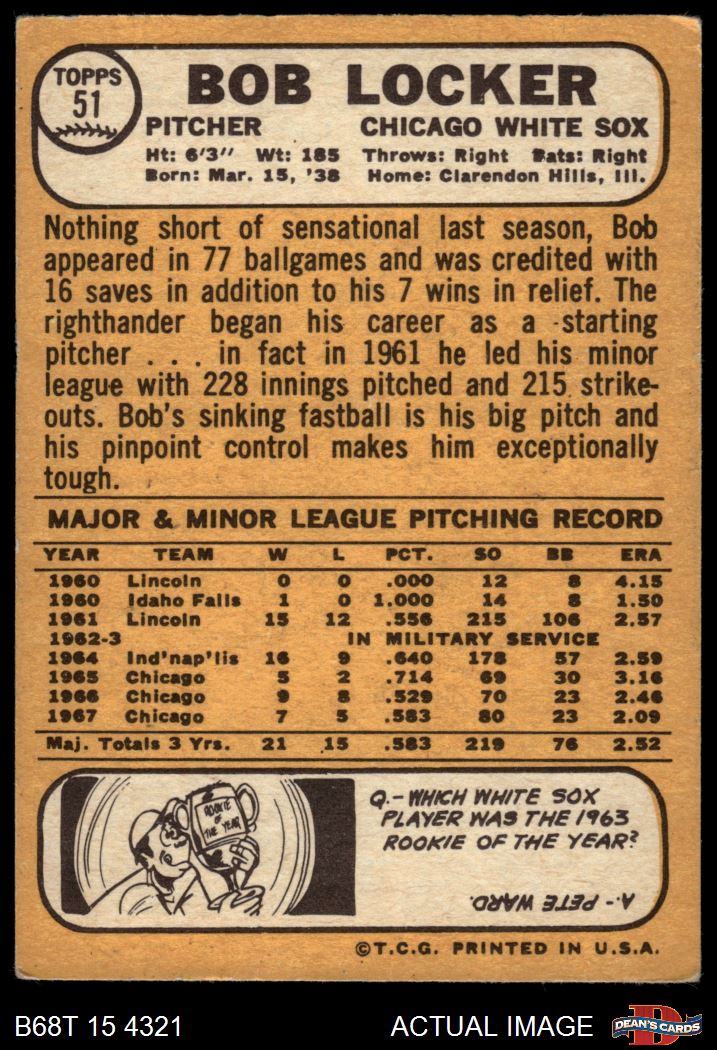 TOPPS
51
BOB LOCKER
PITCHER CHICAGO WHITE SOX
Ht: 6'3" Wt: 185 Throws: Right Bats: Right
Born: Mar. 15, '38 Home: Clarendon Hills, Ill.
Nothing short of sensational last season, Bob
appeared in 77 ballgames and was credited with
16 saves in addition to his 7 wins in relief. The
righthander began his career as a starting
pitcher . . . in fact in 1961 he led his minor
league with 228 innings pitched and 215 strike-
outs. Bob's sinking fastball is his big pitch and
his pinpoint control makes him exceptionally
tough.
MAJOR & MINOR LEAGUE PITCHING RECORD
YEAR TEAM W L PCT. SO BB ERA
1960 Lincoln 0 0 .000 12 8 4.15
1960 Idaho Falls 1 0 1.000 14 8 1.50
1961 Lincoln 15 12 .556 215 106 2.57
1962-3 IN MILITARY SERVICE
1964 Ind'nap'lis 16 9 .640 178 57 2.59
1965 Chicago 5 2 .714 69 30 3.16
1966 Chicago 9 8 .529 70 23 2.46
1967 Chicago 7 5 .583 80 23 2.09
Maj. Totals 3 Yrs. 21 15 .583 219 76 2.52
ROOKIE
OF
THE YEAR
Q.- WHICH WHITE SOX
PLAYER WAS THE 1963
ROOKIE OF THE YEAR?
A.- PETE WARD.
©T.C.G. PRINTED IN U.S.A.
B68T 15 4321 ACTUAL IMAGE
D
DEAN'S CARDS